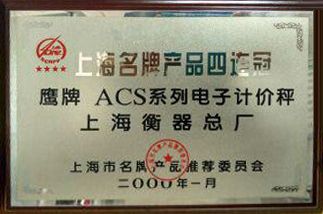 上海名牌产品四连冠
鹰牌 ACS系列电子计价秤
上海衡器总厂
上海市名牌产品推荐委员会
二000年一月